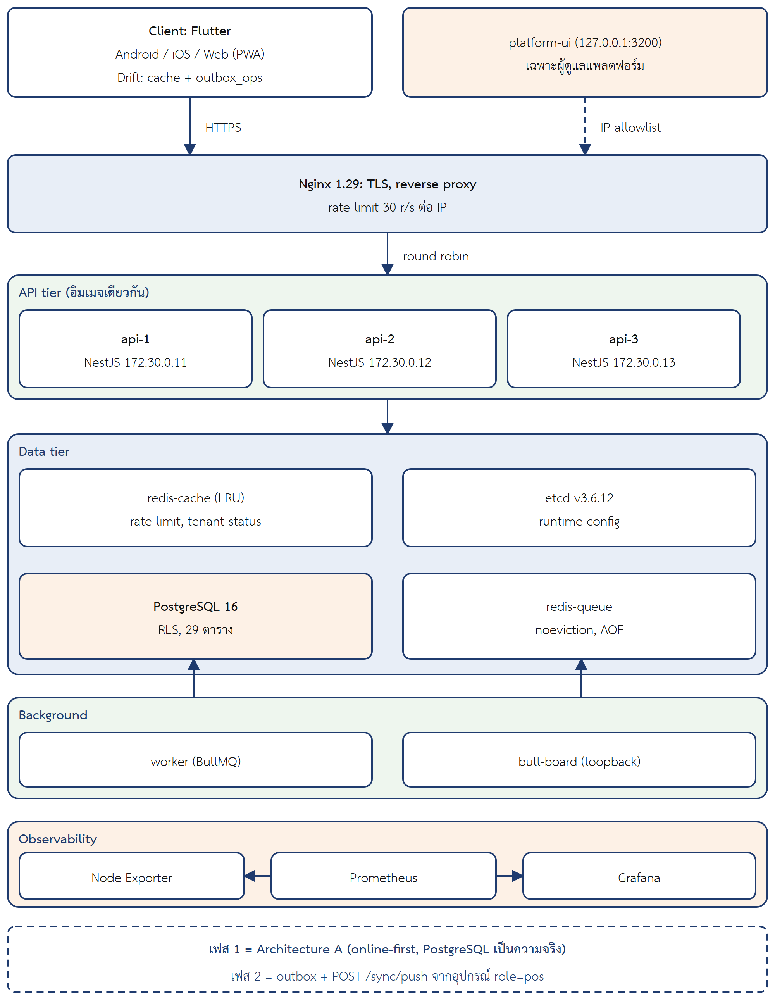 Client: Flutter
Android / iOS / Web (PWA)
Drift: cache + outbox_ops
platform-ui (127.0.0.1:3200)
เฉพาะผู้ดูแลแพลตฟอร์ม
HTTPS
IP allowlist
Nginx 1.29: TLS, reverse proxy
rate limit 30 r/s ต่อ IP
round-robin
API tier (อิมเมจเดียวกัน)
api-1
NestJS 172.30.0.11
api-2
NestJS 172.30.0.12
api-3
NestJS 172.30.0.13
Data tier
redis-cache (LRU)
rate limit, tenant status
etcd v3.6.12
runtime config
PostgreSQL 16
RLS, 29 ตาราง
redis-queue
noeviction, AOF
Background
worker (BullMQ)
bull-board (loopback)
Observability
Node Exporter
Prometheus
Grafana
เฟส 1 = Architecture A (online-first, PostgreSQL เป็นความจริง)
เฟส 2 = outbox + POST /sync/push จากอุปกรณ์ role=pos